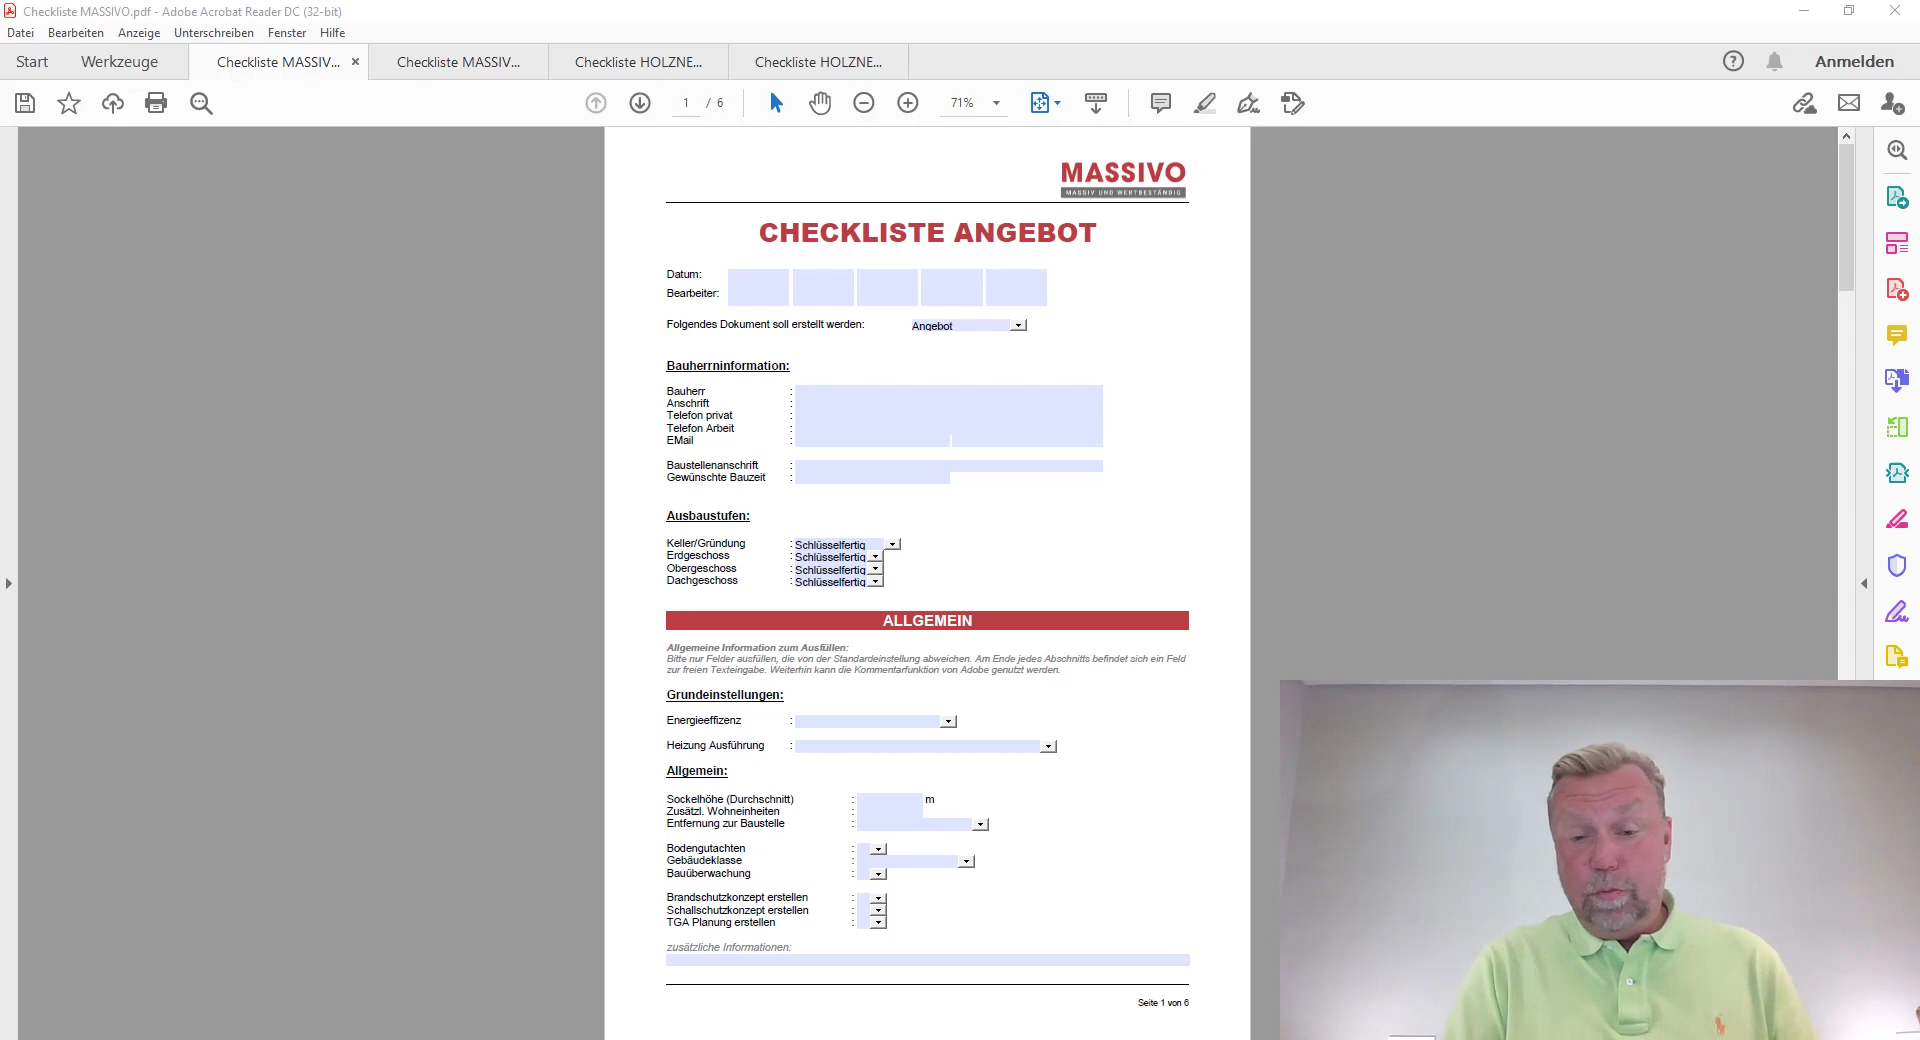 Checkliste MASSIVO.pdf - Adobe Acrobat Reader DC (32-bit)
Datei Bearbeiten Anzeige Unterschreiben Fenster Hilfe
Start Werkzeuge Checkliste MASSIV... × Checkliste MASSIV... Checkliste HOLZNE... Checkliste HOLZNE... Anmelden
1 / 6 71%
MASSIVO
MASSIV UND WERTBESTÄNDIG
CHECKLISTE ANGEBOT
Datum:
Bearbeiter:
Folgendes Dokument soll erstellt werden: Angebot
Bauherrninformation:
Bauherr :
Anschrift :
Telefon privat :
Telefon Arbeit :
EMail :
Baustellenanschrift :
Gewünschte Bauzeit :
Ausbaustufen:
Keller/Gründung : Schlüsselfertig
Erdgeschoss : Schlüsselfertig
Obergeschoss : Schlüsselfertig
Dachgeschoss : Schlüsselfertig
ALLGEMEIN
Allgemeine Information zum Ausfüllen:
Bitte nur Felder ausfüllen, die von der Standardeinstellung abweichen. Am Ende jedes Abschnitts befindet sich ein Feld
zur freien Texteingabe. Weiterhin kann die Kommentarfunktion von Adobe genutzt werden.
Grundeinstellungen:
Energieeffizenz :
Heizung Ausführung :
Allgemein:
Sockelhöhe (Durchschnitt) : m
Zusätzl. Wohneinheiten :
Entfernung zur Baustelle :
Bodengutachten :
Gebäudeklasse :
Bauüberwachung :
Brandschutzkonzept erstellen :
Schallschutzkonzept erstellen :
TGA Planung erstellen :
zusätzliche Informationen:
Seite 1 von 6